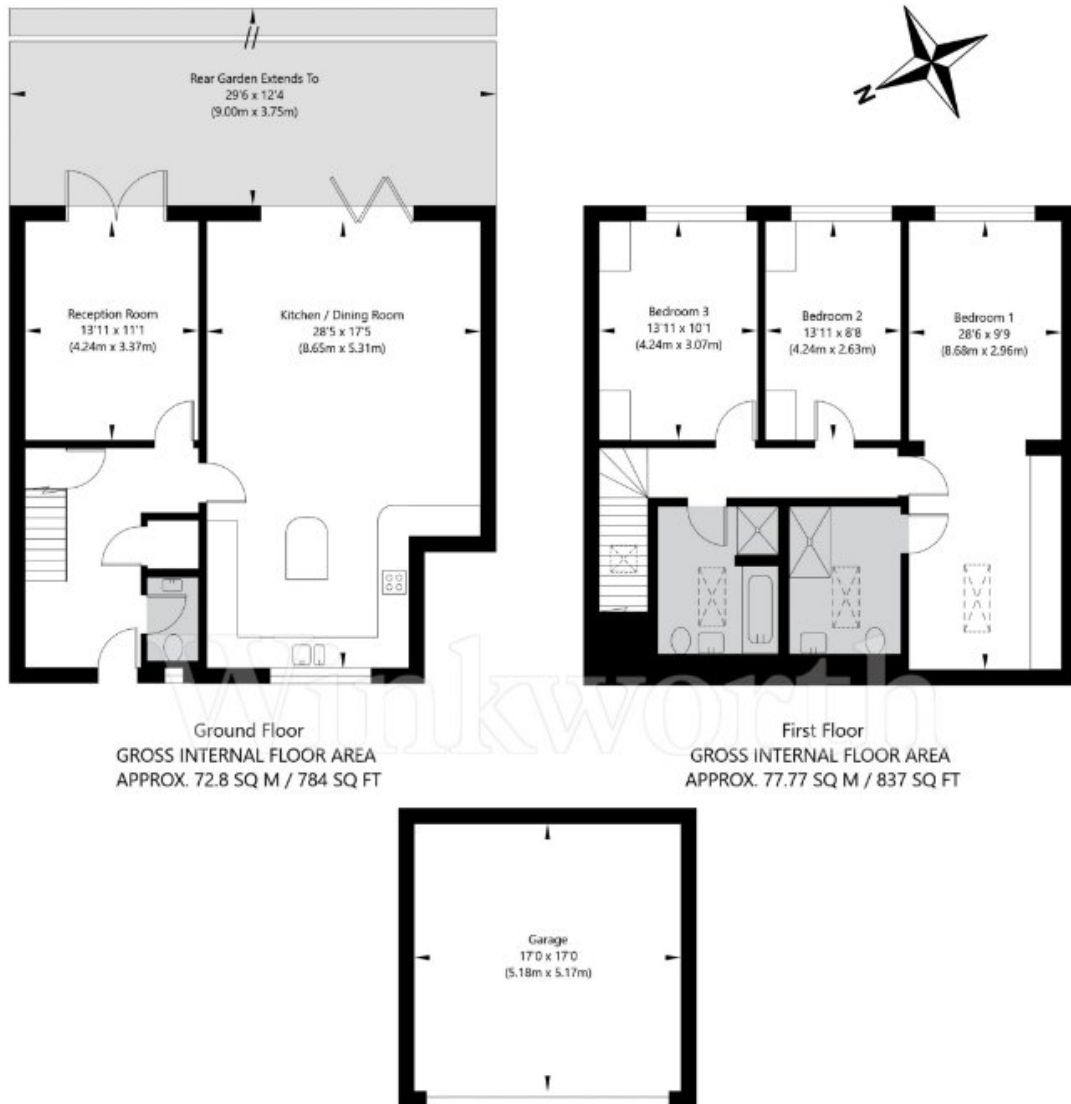 Rear Garden Extends To
29'6 x 12'4
(9.00m x 3.75m)
N
Reception Room
13'11 x 11'1
(4.24m x 3.37m)
Kitchen / Dining Room
28'5 x 17'5
(8.65m x 5.31m)
Bedroom 3
13'11 x 10'1
(4.24m x 3.07m)
Bedroom 2
13'11 x 8'8
(4.24m x 2.63m)
Bedroom 1
28'6 x 9'9
(8.68m x 2.96m)
Winkworth
Ground Floor
GROSS INTERNAL FLOOR AREA
APPROX. 72.8 SQ M / 784 SQ FT
First Floor
GROSS INTERNAL FLOOR AREA
APPROX. 77.77 SQ M / 837 SQ FT
Garage
17'0 x 17'0
(5.18m x 5.17m)